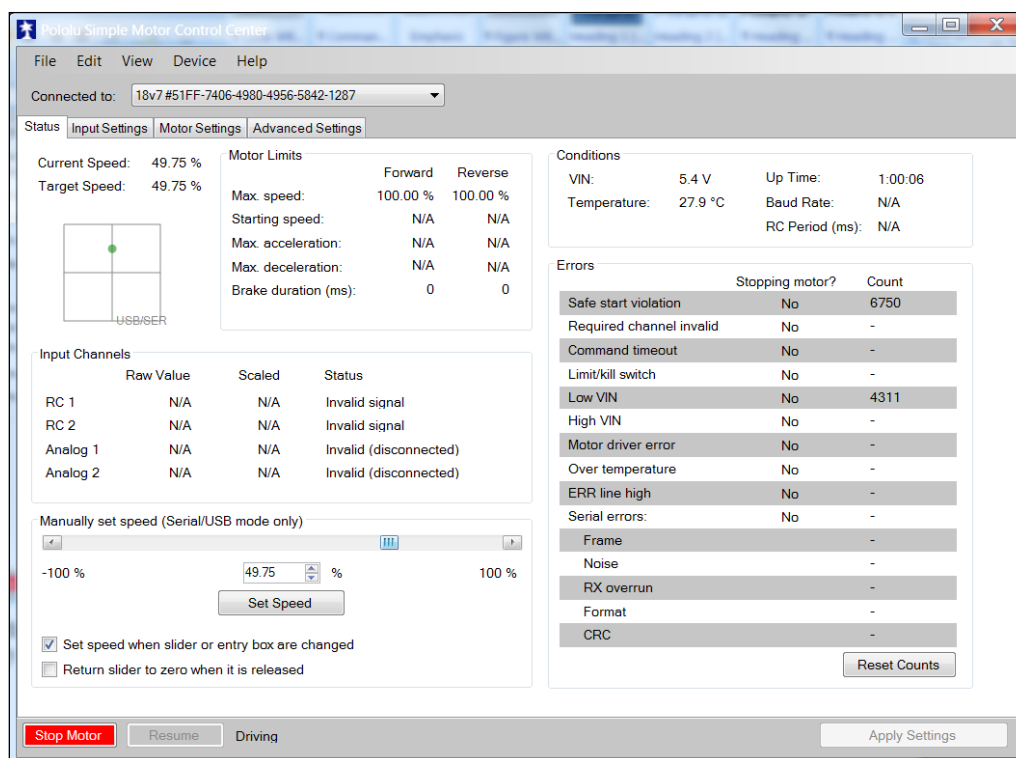 Pololu Simple Motor Control Center
File Edit View Device Help
Connected to: 18v7 #51FF-7406-4980-4956-5842-1287
Status Input Settings Motor Settings Advanced Settings
Current Speed: 49.75 %
Target Speed: 49.75 %
USB/SER
Motor Limits
Forward Reverse
Max. speed: 100.00 % 100.00 %
Starting speed: N/A N/A
Max. acceleration: N/A N/A
Max. deceleration: N/A N/A
Brake duration (ms): 0 0
Input Channels
Raw Value Scaled Status
RC 1 N/A N/A Invalid signal
RC 2 N/A N/A Invalid signal
Analog 1 N/A N/A Invalid (disconnected)
Analog 2 N/A N/A Invalid (disconnected)
Manually set speed (Serial/USB mode only)
-100 % 49.75 % 100 %
Set Speed
Set speed when slider or entry box are changed
Return slider to zero when it is released
Conditions
VIN: 5.4 V Up Time: 1:00:06
Temperature: 27.9 °C Baud Rate: N/A
RC Period (ms): N/A
Errors
Stopping motor? Count
Safe start violation No 6750
Required channel invalid No -
Command timeout No -
Limit/kill switch No -
Low VIN No 4311
High VIN No -
Motor driver error No -
Over temperature No -
ERR line high No -
Serial errors: No -
Frame -
Noise -
RX overrun -
Format -
CRC -
Reset Counts
Stop Motor Resume Driving Apply Settings